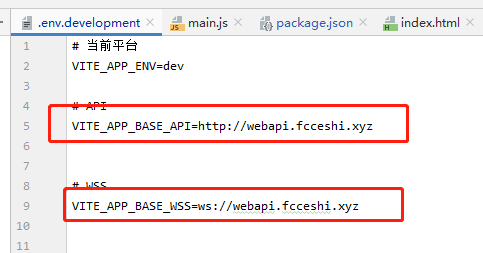 .env.development
main.js
package.json
index.html
1 # 当前平台
2 VITE_APP_ENV=dev
3
4 # API
5 VITE_APP_BASE_API=http://webapi.fcceshi.xyz
6
7
8 # WSS
9 VITE_APP_BASE_WSS=ws://webapi.fcceshi.xyz
10
11